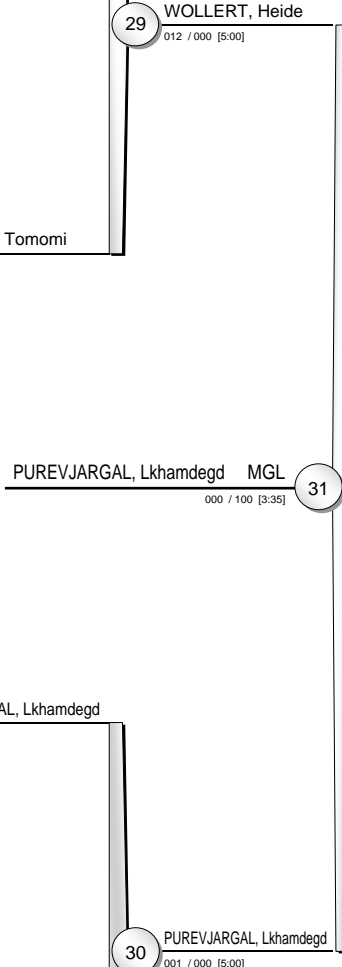 29
WOLLERT, Heide
012 / 000 [5:00]
Tomomi
PUREVJARGAL, Lkhamdegd MGL
000 / 100 [3:35]
31
AL, Lkhamdegd
30
PUREVJARGAL, Lkhamdegd
001 / 000 [5:00]